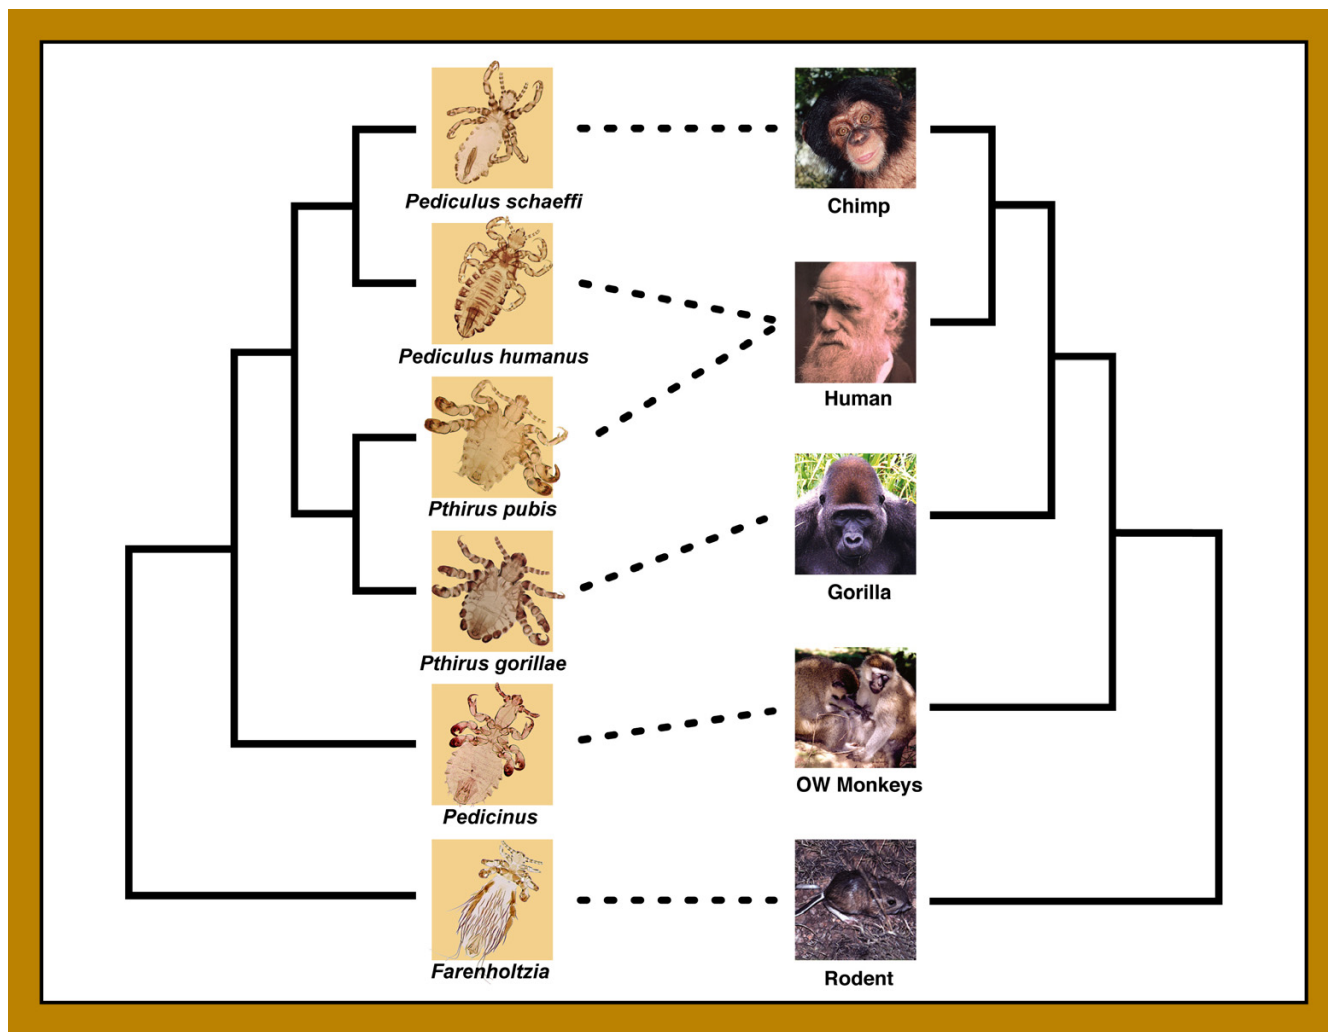 Pediculus schaeffi
Chimp
Pediculus humanus
Human
Pthirus pubis
Gorilla
Pthirus gorillae
OW Monkeys
Pedicinus
Farenholtzia
Rodent